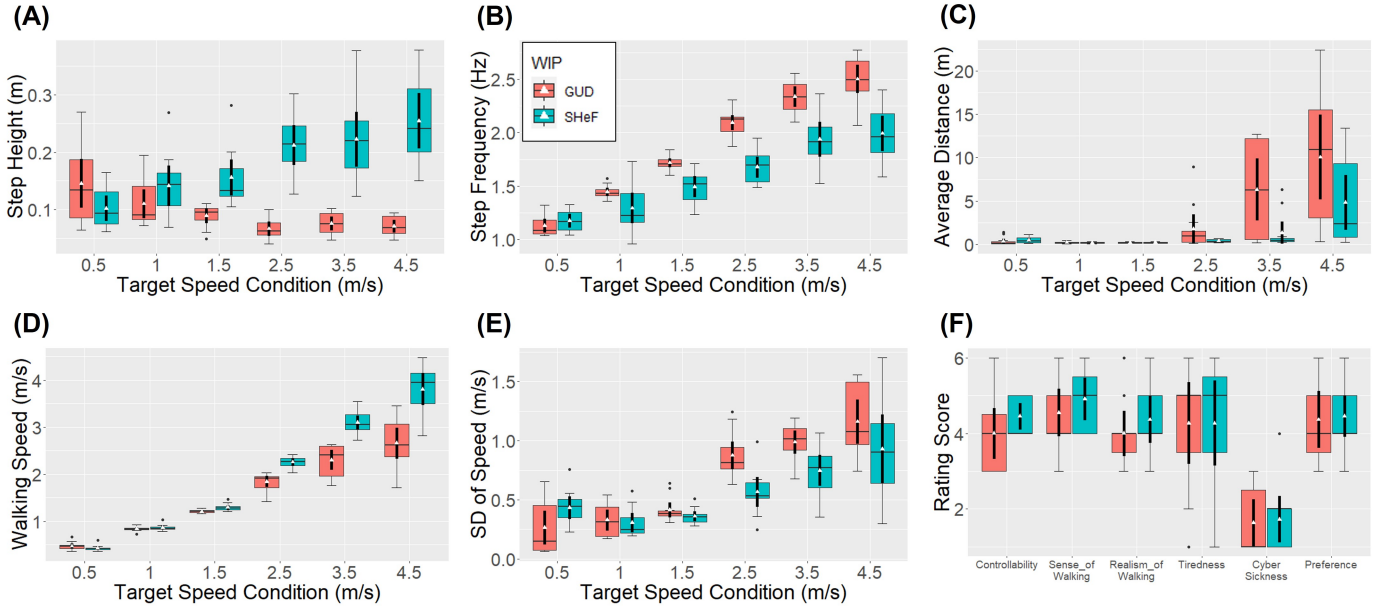 (A)
Step Height (m)
0.3
0.2
0.1
0.5 1 1.5 2.5 3.5 4.5
Target Speed Condition (m/s)
(B)
Step Frequency (Hz)
2.5
2.0
1.5
1.0
WIP
GUD
SHeF
0.5 1 1.5 2.5 3.5 4.5
Target Speed Condition (m/s)
(C)
Average Distance (m)
20
15
10
5
0
0.5 1 1.5 2.5 3.5 4.5
Target Speed Condition (m/s)
(D)
Walking Speed (m/s)
4
3
2
1
0.5 1 1.5 2.5 3.5 4.5
Target Speed Condition (m/s)
(E)
SD of Speed (m/s)
1.5
1.0
0.5
0.0
0.5 1 1.5 2.5 3.5 4.5
Target Speed Condition (m/s)
(F)
Rating Score
6
4
2
Controllability Sense_of Realism_of Tiredness Cyber Preference
Walking Walking Sickness